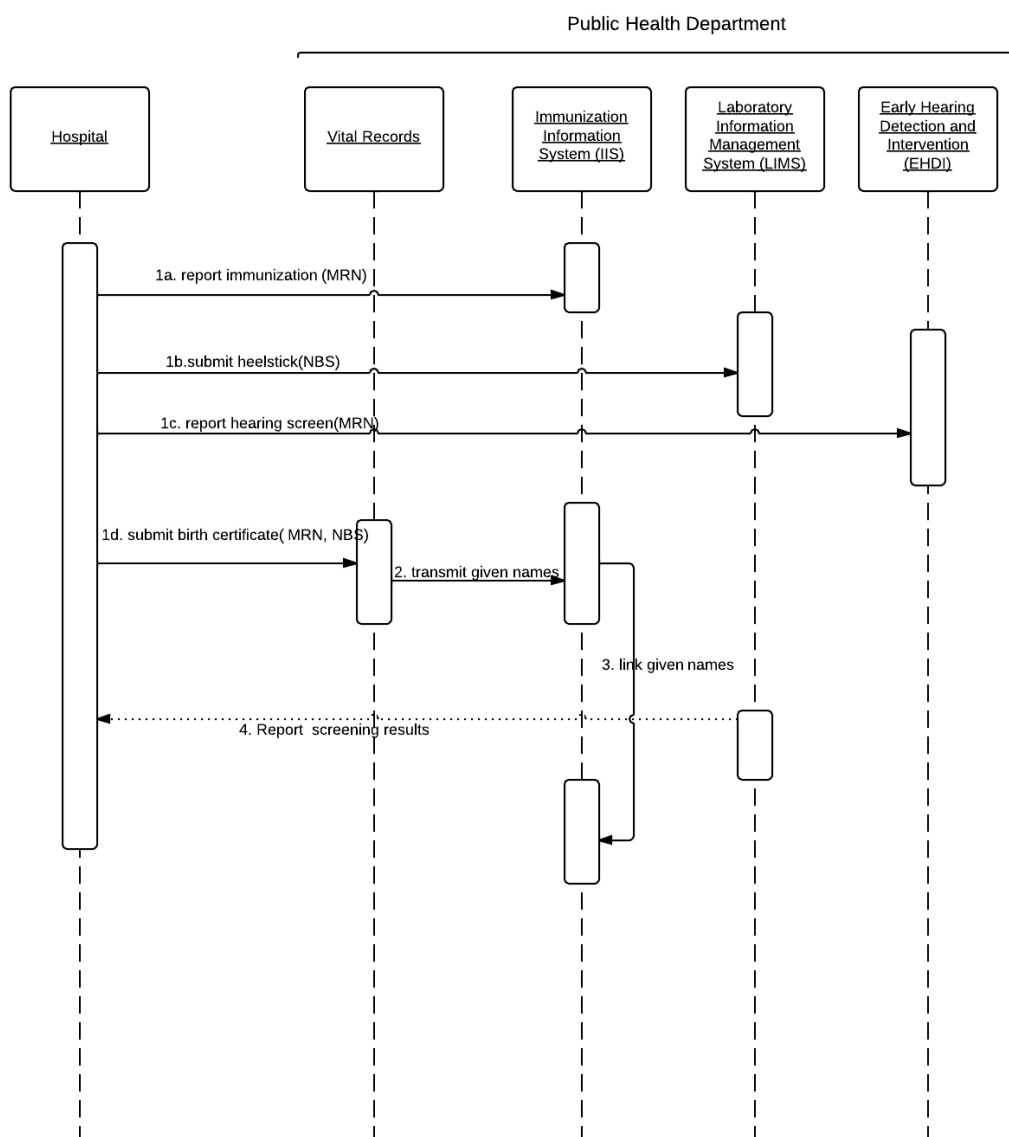 Public Health Department
Hospital
Vital Records
Immunization
Information
System (IIS)
Laboratory
Information
Management
System (LIMS)
Early Hearing
Detection and
Intervention
(EHDI)
1a. report immunization (MRN)
1b.submit heelstick(NBS)
1c. report hearing screen(MRN)
1d. submit birth certificate( MRN, NBS)
2. transmit given names
3. link given names
4. Report  screening results